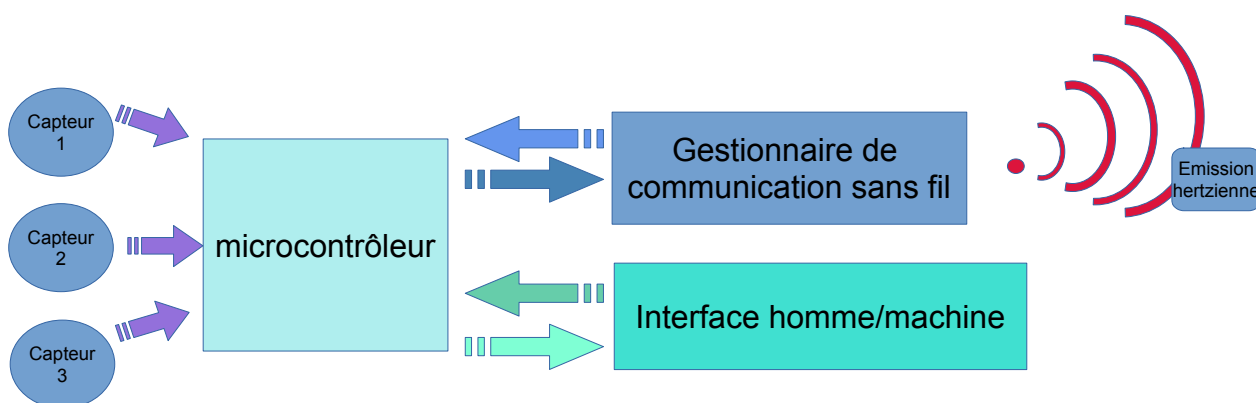 Capteur
1
Capteur
2
Capteur
3
microcontrôleur
Gestionnaire de
communication sans fil
Interface homme/machine
Emission
hertzienne